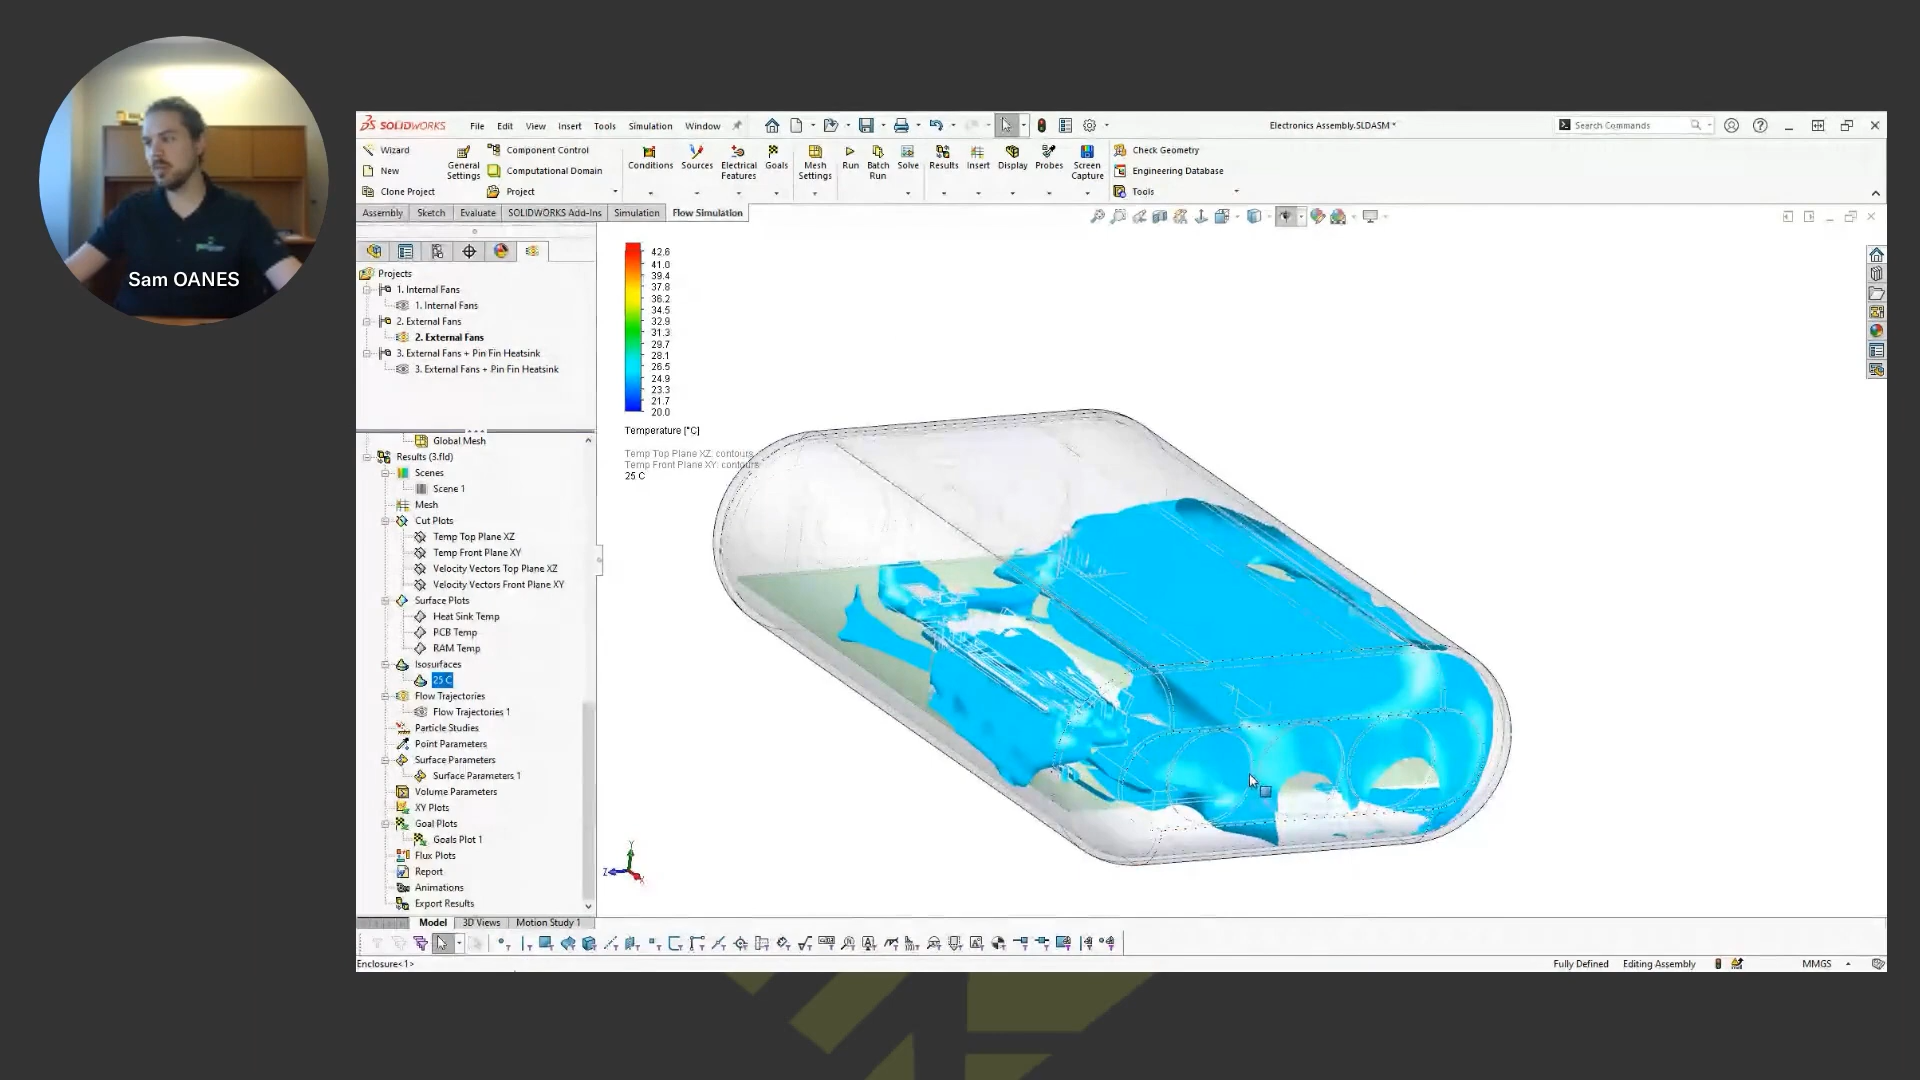 Sam OANES
SOLIDWORKS
File Edit View Insert Tools Simulation Window
Electronics Assembly.SLDASM *
Search Commands
Wizard
New
Clone Project
General Settings
Component Control
Computational Domain
Project
Conditions
Sources
Electrical Features
Goals
Mesh Settings
Run
Batch Run
Solve
Results
Insert
Display
Probes
Screen Capture
Check Geometry
Engineering Database
Tools
Assembly Sketch Evaluate SOLIDWORKS Add-Ins Simulation Flow Simulation
Projects
1. Internal Fans
1. Internal Fans
2. External Fans
2. External Fans
3. External Fans + Pin Fin Heatsink
3. External Fans + Pin Fin Heatsink
Global Mesh
Results (3.fld)
Scenes
Scene 1
Mesh
Cut Plots
Temp Top Plane XZ
Temp Front Plane XY
Velocity Vectors Top Plane XZ
Velocity Vectors Front Plane XY
Surface Plots
Heat Sink Temp
PCB Temp
RAM Temp
Isosurfaces
25 C
Flow Trajectories
Flow Trajectories 1
Particle Studies
Point Parameters
Surface Parameters
Surface Parameters 1
Volume Parameters
XY Plots
Goal Plots
Goals Plot 1
Flux Plots
Report
Animations
Export Results
42.6
41.0
39.4
37.8
36.2
34.5
32.9
31.3
29.7
28.1
26.5
24.9
23.3
21.7
20.0
Temperature [°C]
Temp Top Plane XZ: contours
Temp Front Plane XY: contours
25 C
Y
Z
X
Model 3D Views Motion Study 1
Enclosure<1>
Fully Defined Editing Assembly MMGS